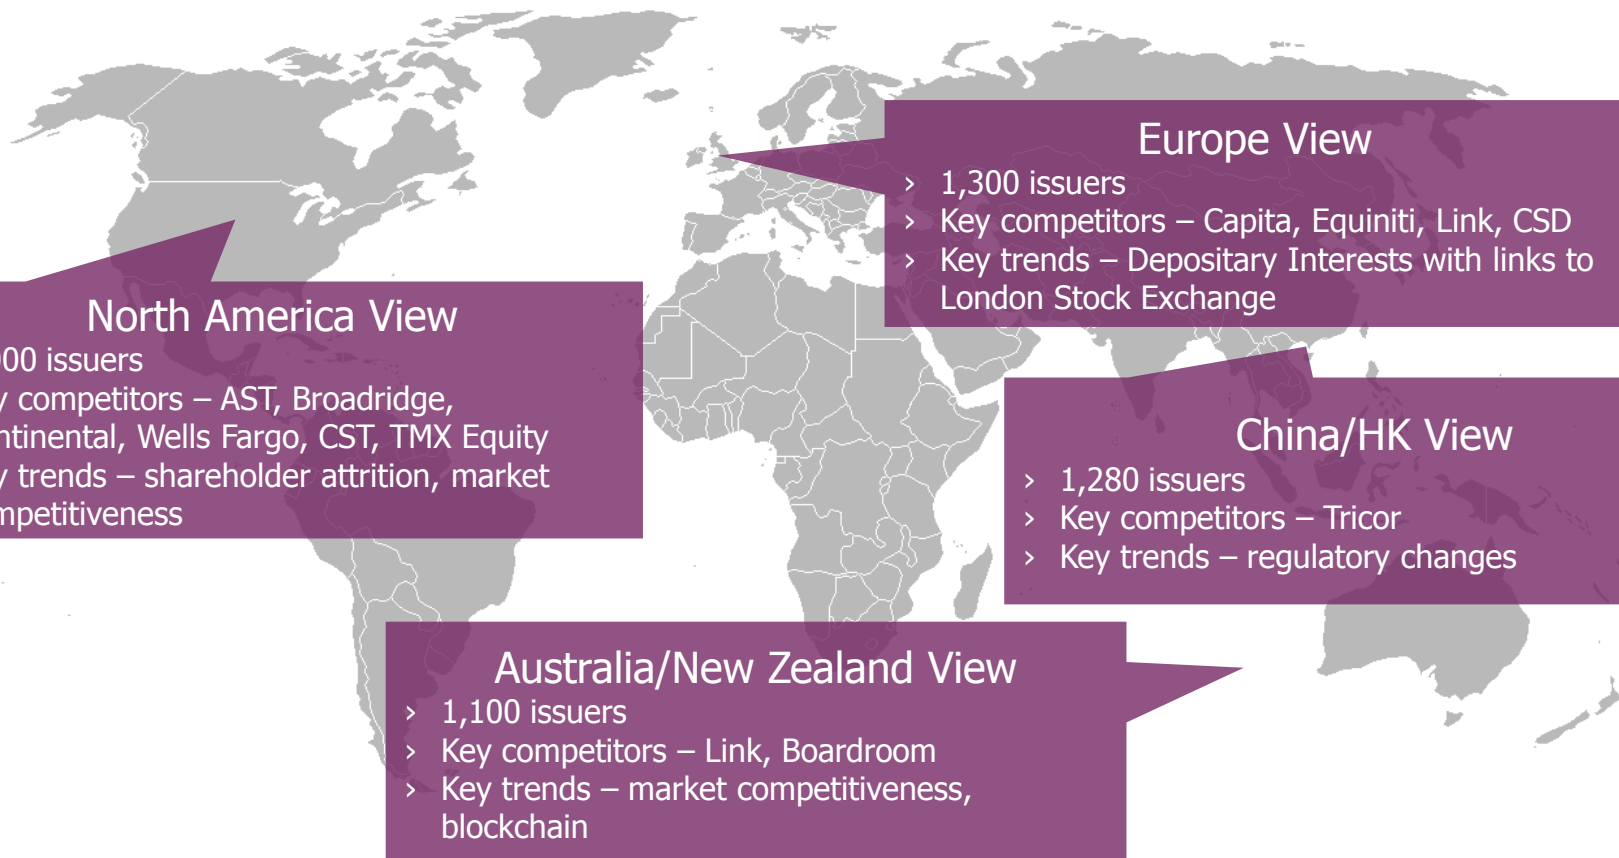 Europe View
› 1,300 issuers
› Key competitors – Capita, Equiniti, Link, CSD
› Key trends – Depositary Interests with links to
London Stock Exchange
North America View
issuers
competitors – AST, Broadridge,
Wells Fargo, CST, TMX Equity
trends – shareholder attrition, market
China/HK View
› 1,280 issuers
› Key competitors – Tricor
› Key trends – regulatory changes
Australia/New Zealand View
› 1,100 issuers
› Key competitors – Link, Boardroom
› Key trends – market competitiveness,
blockchain